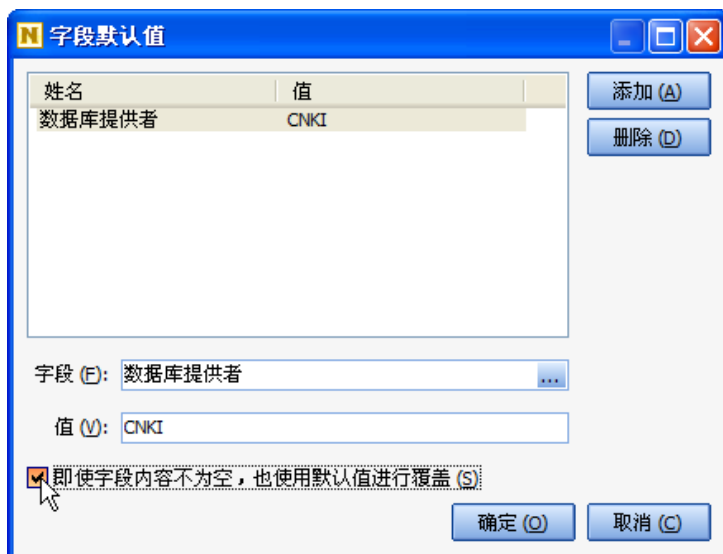 N 字段默认值
姓名 值 添加 (A)
数据库提供者 CNKI
删除 (D)
字段 (F): 数据库提供者 ...
值 (V): CNKI
即使字段内容不为空，也使用默认值进行覆盖 (S)
确定 (O) 取消 (C)